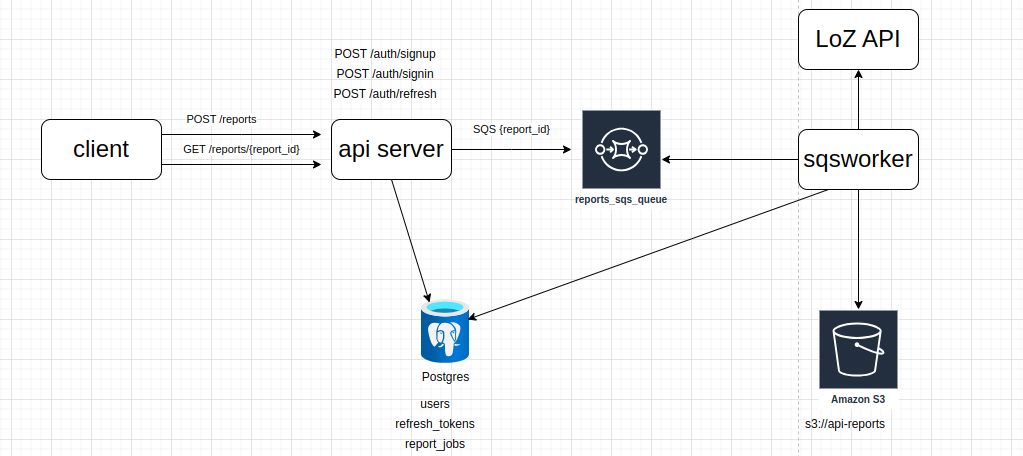 LoZ API
POST /auth/signup
POST /auth/signin
POST /auth/refresh
POST /reports
GET /reports/{report_id}
SQS {report_id}
client
api server
sqsworker
reports_sqs_queue
Postgres
users
refresh_tokens
report_jobs
Amazon S3
s3://api-reports